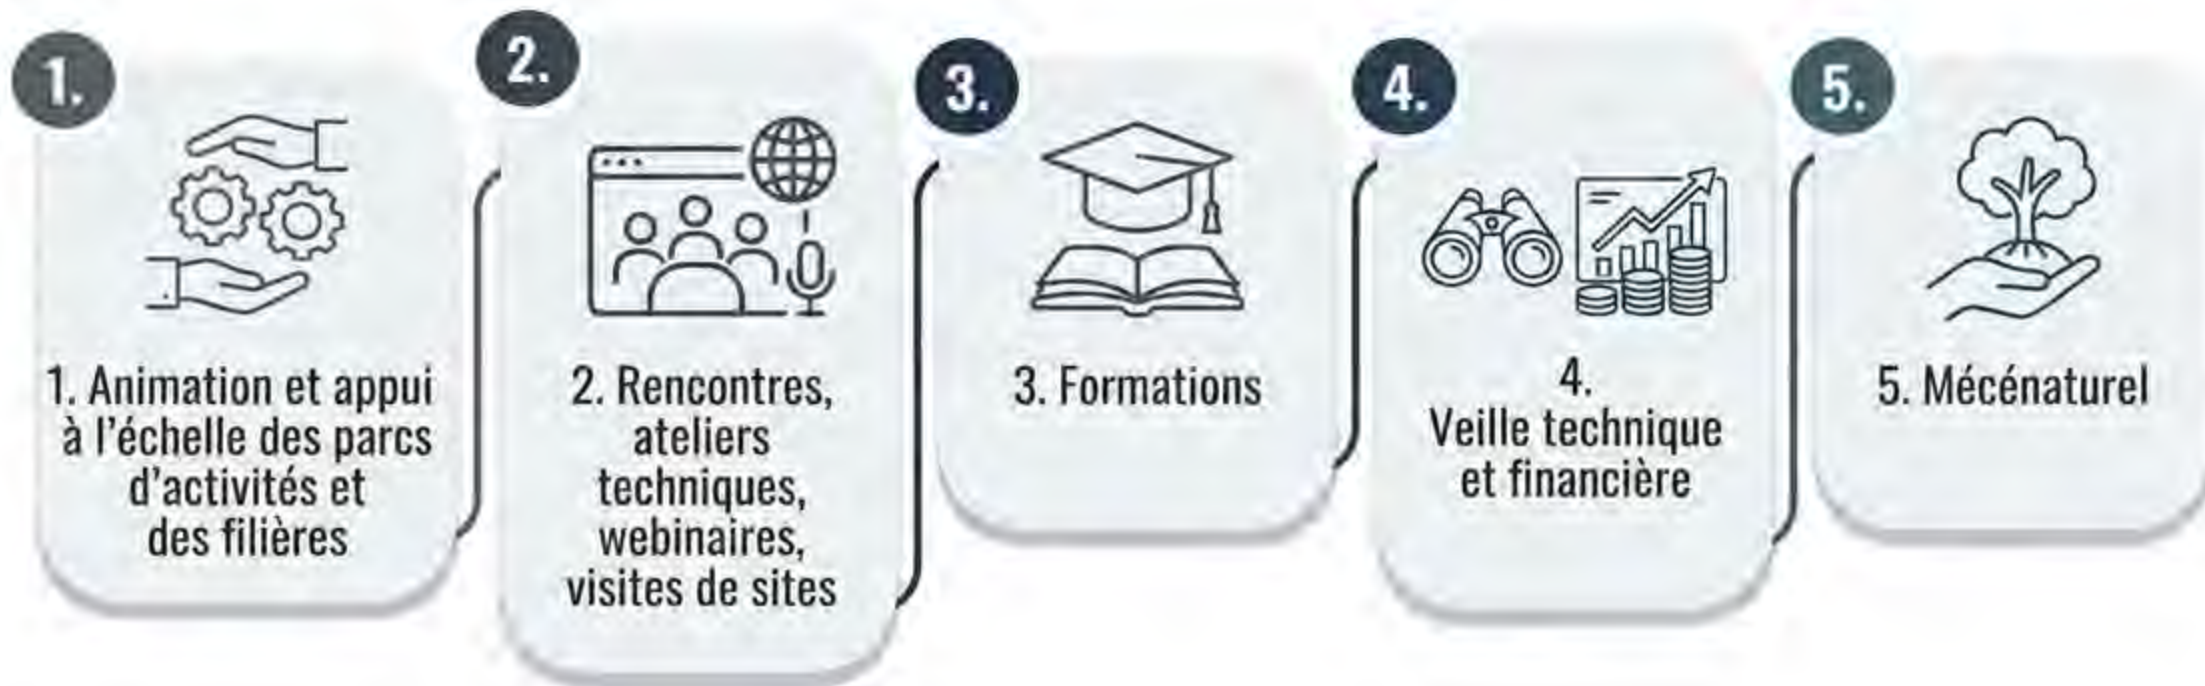 1.
1. Animation et appui
à l'échelle des parcs
d'activités et
des filières
2.
2. Rencontres,
ateliers
techniques,
webinaires,
visites de sites
3.
3. Formations
4.
4.
Veille technique
et financière
5.
5. Mécénaturel